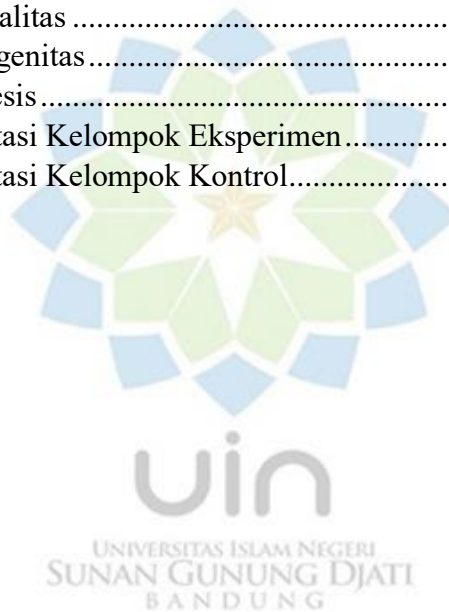 alitas ......................................................
genitas ..................................................
esis ..........................................................
tasi Kelompok Eksperimen ...............
tasi Kelompok Kontrol......................
uin
UNIVERSITAS ISLAM NEGERI
SUNAN GUNUNG DJATI
BANDUNG